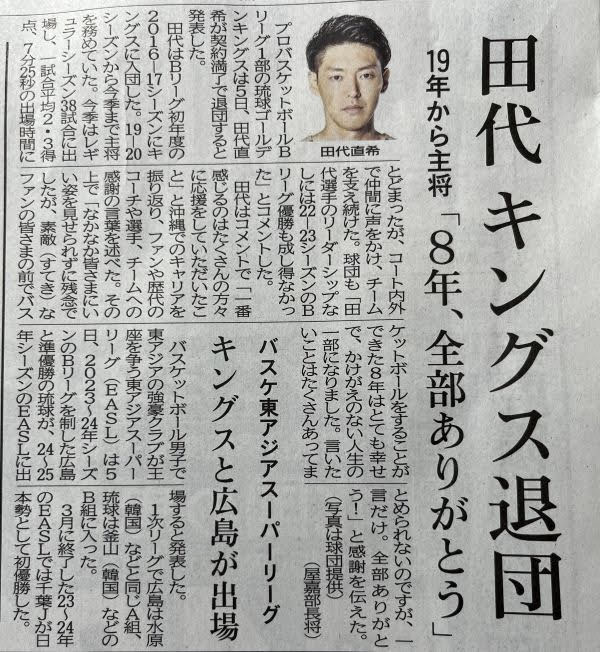 田代 キングス退団
19年から主将
「8年、全部ありがとう」
田代直希
プロバスケットボールB
リーグ1部の琉球ゴールデ
ンキングスは5日、田代直
希が契約満了で退団すると
発表した。
田代はBリーグ初年度の
2016―17シーズンにキ
ングスに入団した。19―20
シーズンから今季まで主将
を務めていた。今季はレギ
ュラーシーズン38試合に出
場し、一試合平均2・3得
点、7分25秒の出場時間に
とどまったが、コート内外
で仲間に声をかけ、チーム
を支え続けた。球団も「田
代選手のリーダーシップな
しには22―23シーズンのB
リーグ優勝も成し得なかっ
た」とコメントした。
田代はコメントで「一番
感じるのはたくさんの方々
に応援をしていただいたこ
と」と沖縄でのキャリアを
振り返り、ファンや歴代の
コーチや選手、チームへの
感謝の言葉を述べた。その
上で「なかなか皆さまにい
い姿を見せられずに残念で
したが、素敵(すてき)な
ファンの皆さまの前でバス
ケットボールをすることが
できた8年はとても幸せ
で、かけがえのない人生の
一部になりました。言いた
いことはたくさんあってま
とめられないのですが、一
言だけ。全部ありがと
う!」と感謝を伝えた。
(屋嘉部長将)
(写真は球団提供)
バスケ東アジアスーパーリーグ
キングスと広島が出場
バスケットボール男子で
東アジアの強豪クラブが王
座を争う東アジアスーパー
リーグ(EASL)は5
日、2023~24年シーズ
ンのBリーグを制した広島
と準優勝の琉球が、24~25
年シーズンのEASLに出
場すると発表した。
1次リーグで広島は水原
(韓国)などと同じA組、
琉球は釜山(韓国)などの
B組に入った。
3月に終了した23~24年
のEASLでは千葉Jが日
本勢として初優勝した。